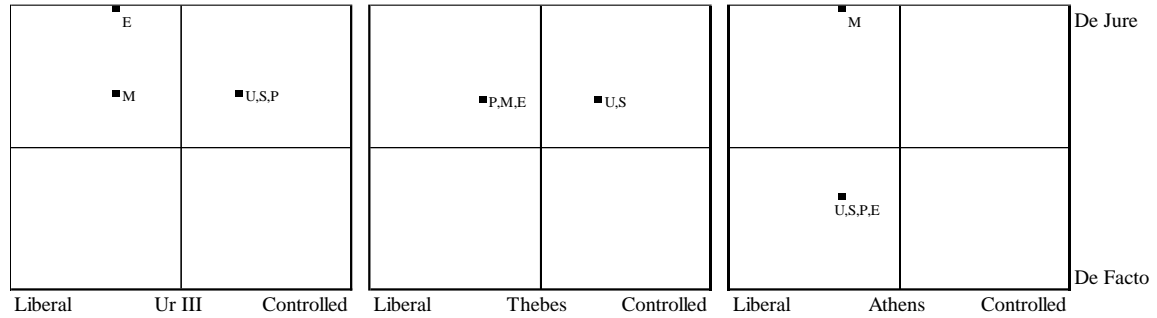 E
M
De Jure
M
U,S,P
P,M,E
U,S
U,S,P,E
De Facto
Liberal Ur III Controlled Liberal Thebes Controlled Liberal Athens Controlled